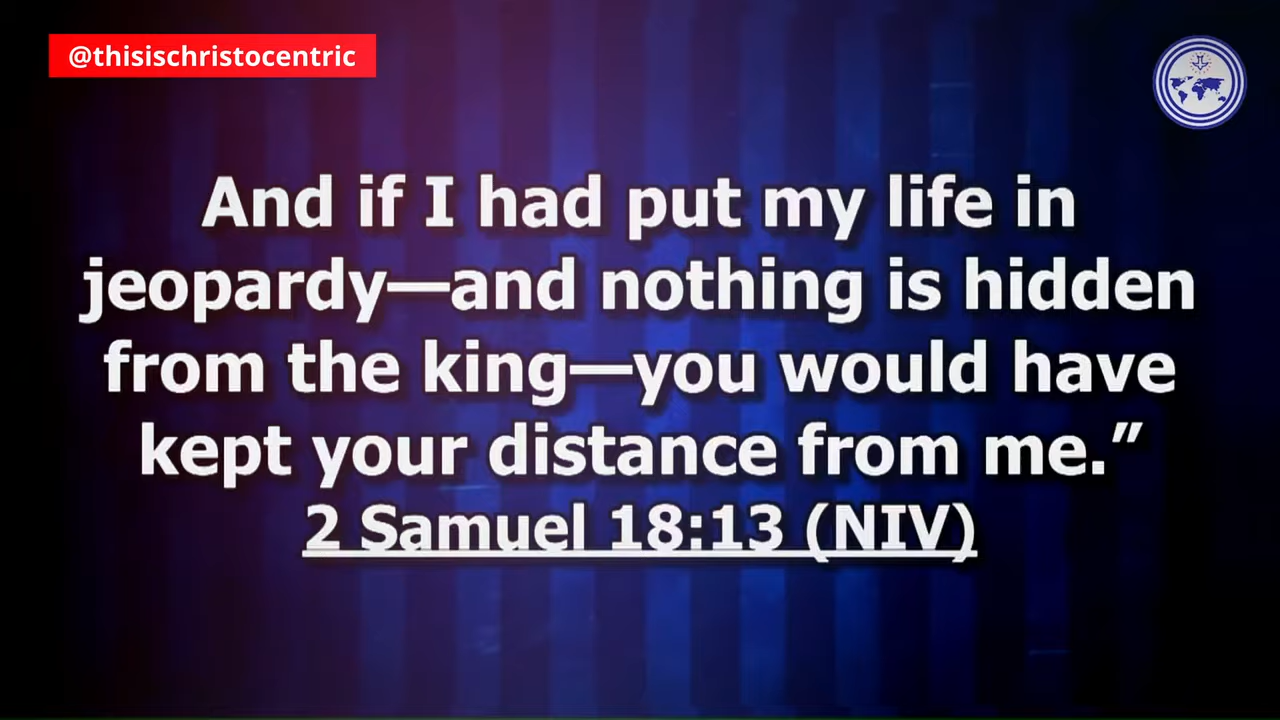 @thisischristocentric
And if I had put my life in
jeopardy—and nothing is hidden
from the king—you would have
kept your distance from me.”
2 Samuel 18:13 (NIV)